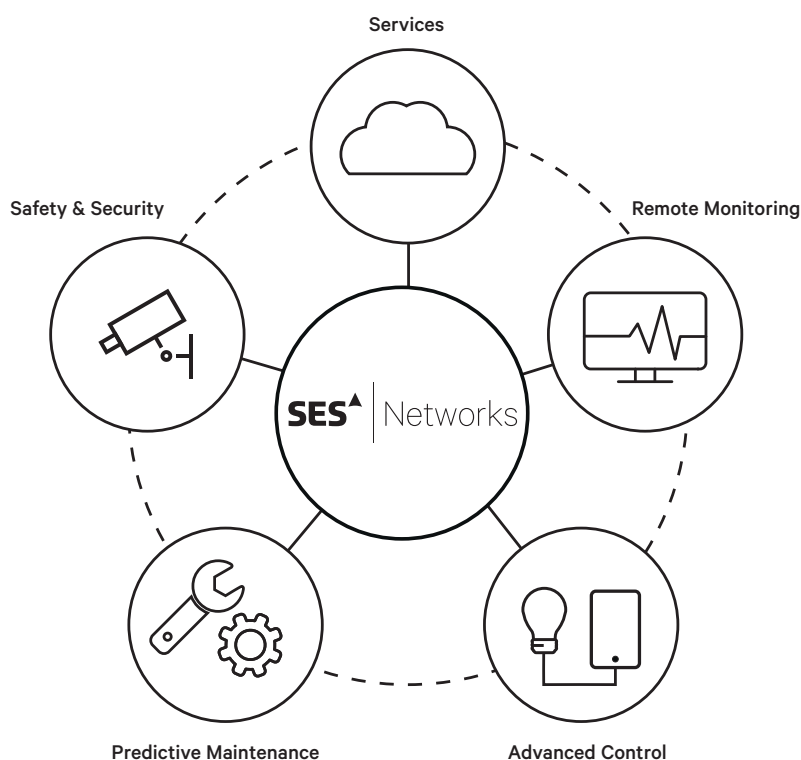 Services
Safety & Security
Remote Monitoring
SES Networks
Predictive Maintenance
Advanced Control